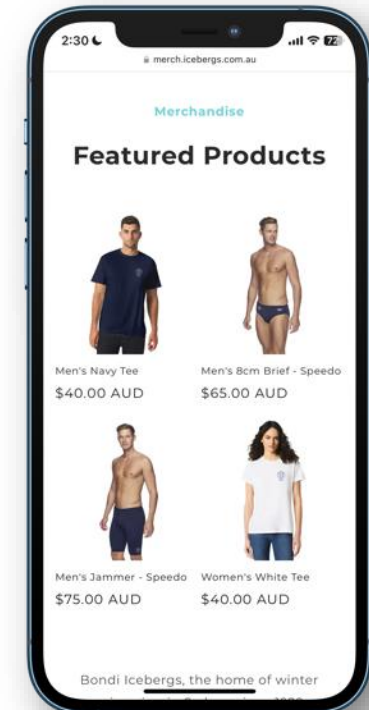 2:30
72
merch.icebergs.com.au
Merchandise
Featured Products
Men's Navy Tee
$40.00 AUD
Men's 8cm Brief - Speedo
$65.00 AUD
Men's Jammer - Speedo
$75.00 AUD
Women's White Tee
$40.00 AUD
Bondi Icebergs, the home of winter